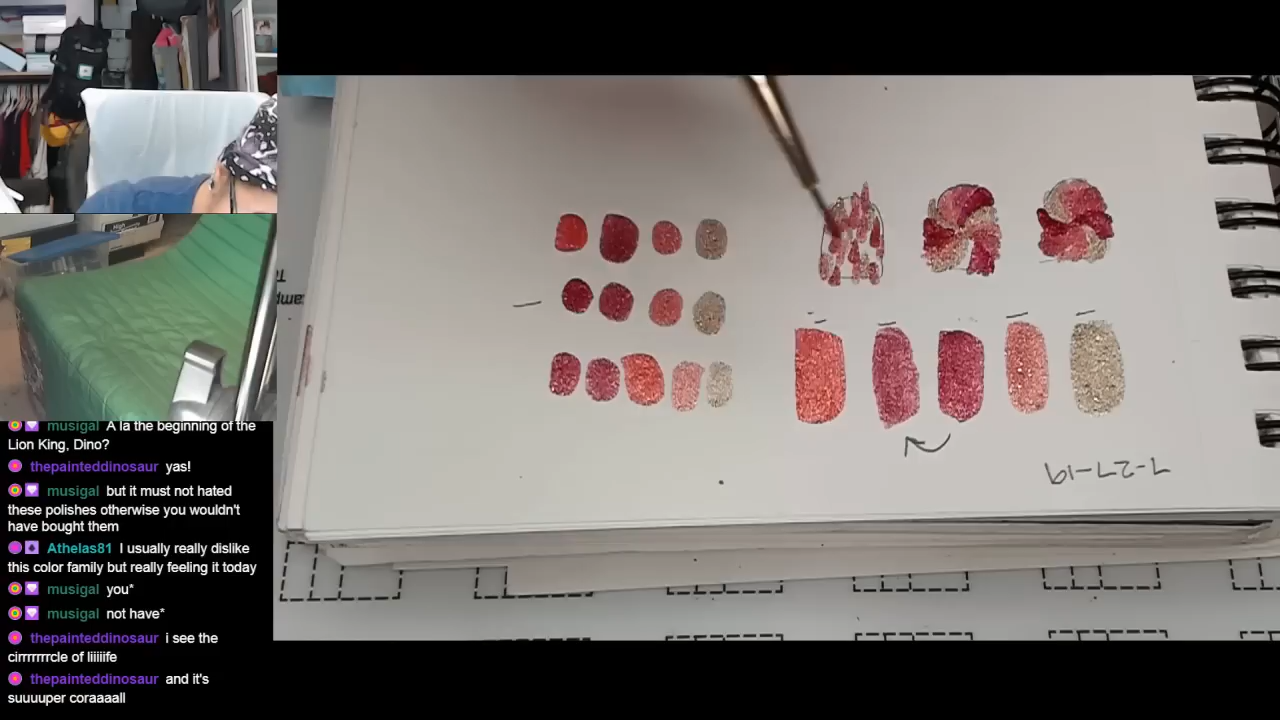 musigal A la the beginning of the
Lion King, Dino?
thepainteddinosaur yas!
musigal but it must not hated
these polishes otherwise you wouldn't
have bought them
Athelas81 I usually really dislike
this color family but really feeling it today
musigal you*
musigal not have*
thepainteddinosaur i see the
cirrrrrrrcle of liiiiife
thepainteddinosaur and it's
suuuuper coraaaall
7-27-19